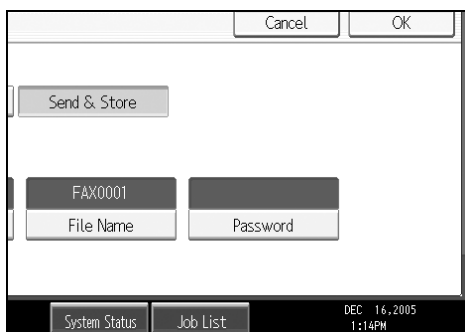 Cancel OK
Send & Store
FAX0001
File Name Password
System Status Job List DEC 16,2005
1:14PM